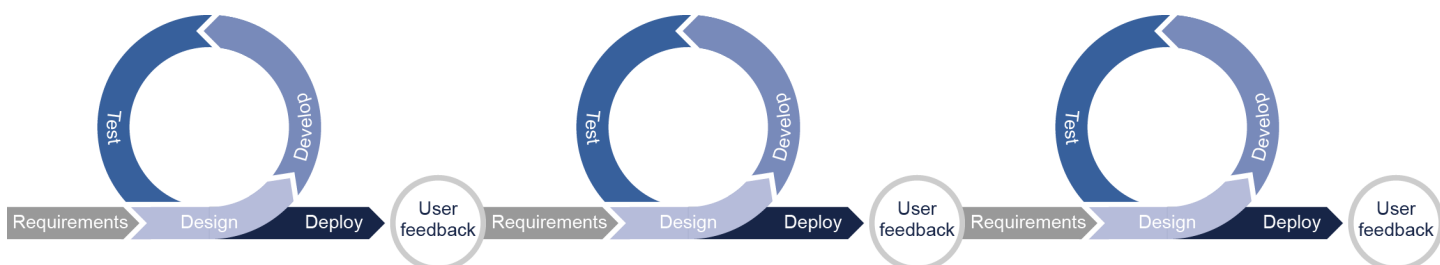 Test
Develop
Requirements
Design
Deploy
User
feedback
Test
Develop
Requirements
Design
Deploy
User
feedback
Test
Develop
Requirements
Design
Deploy
User
feedback